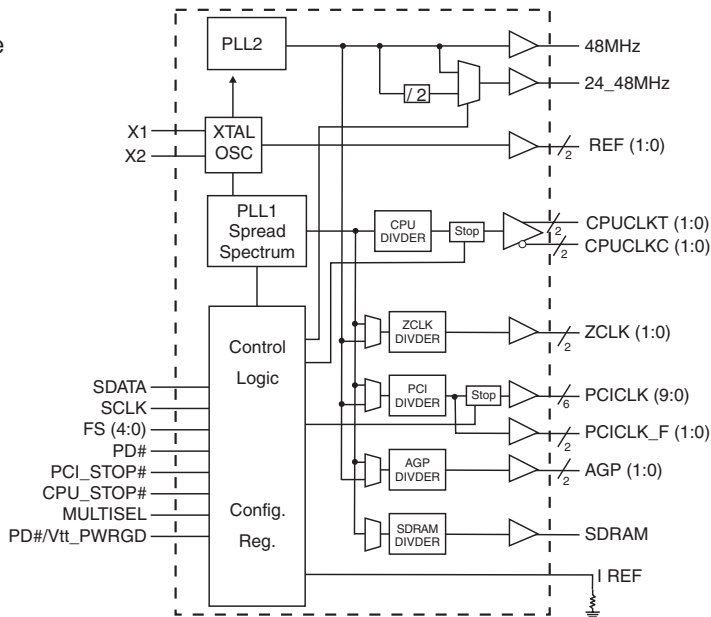 e
PLL2
48MHz
/ 2
24_48MHz
X1
X2
XTAL
OSC
2
REF (1:0)
PLL1
Spread
Spectrum
CPU
DIVDER
Stop
2
CPUCLKT (1:0)
2
CPUCLKC (1:0)
Control
Logic
ZCLK
DIVDER
2
ZCLK (1:0)
SDATA
SCLK
FS (4:0)
PD#
PCI_STOP#
CPU_STOP#
MULTISEL
PD#/Vtt_PWRGD
PCI
DIVDER
Stop
6
PCICLK (9:0)
2
PCICLK_F (1:0)
AGP
DIVDER
2
AGP (1:0)
Config.
Reg.
SDRAM
DIVDER
SDRAM
I REF